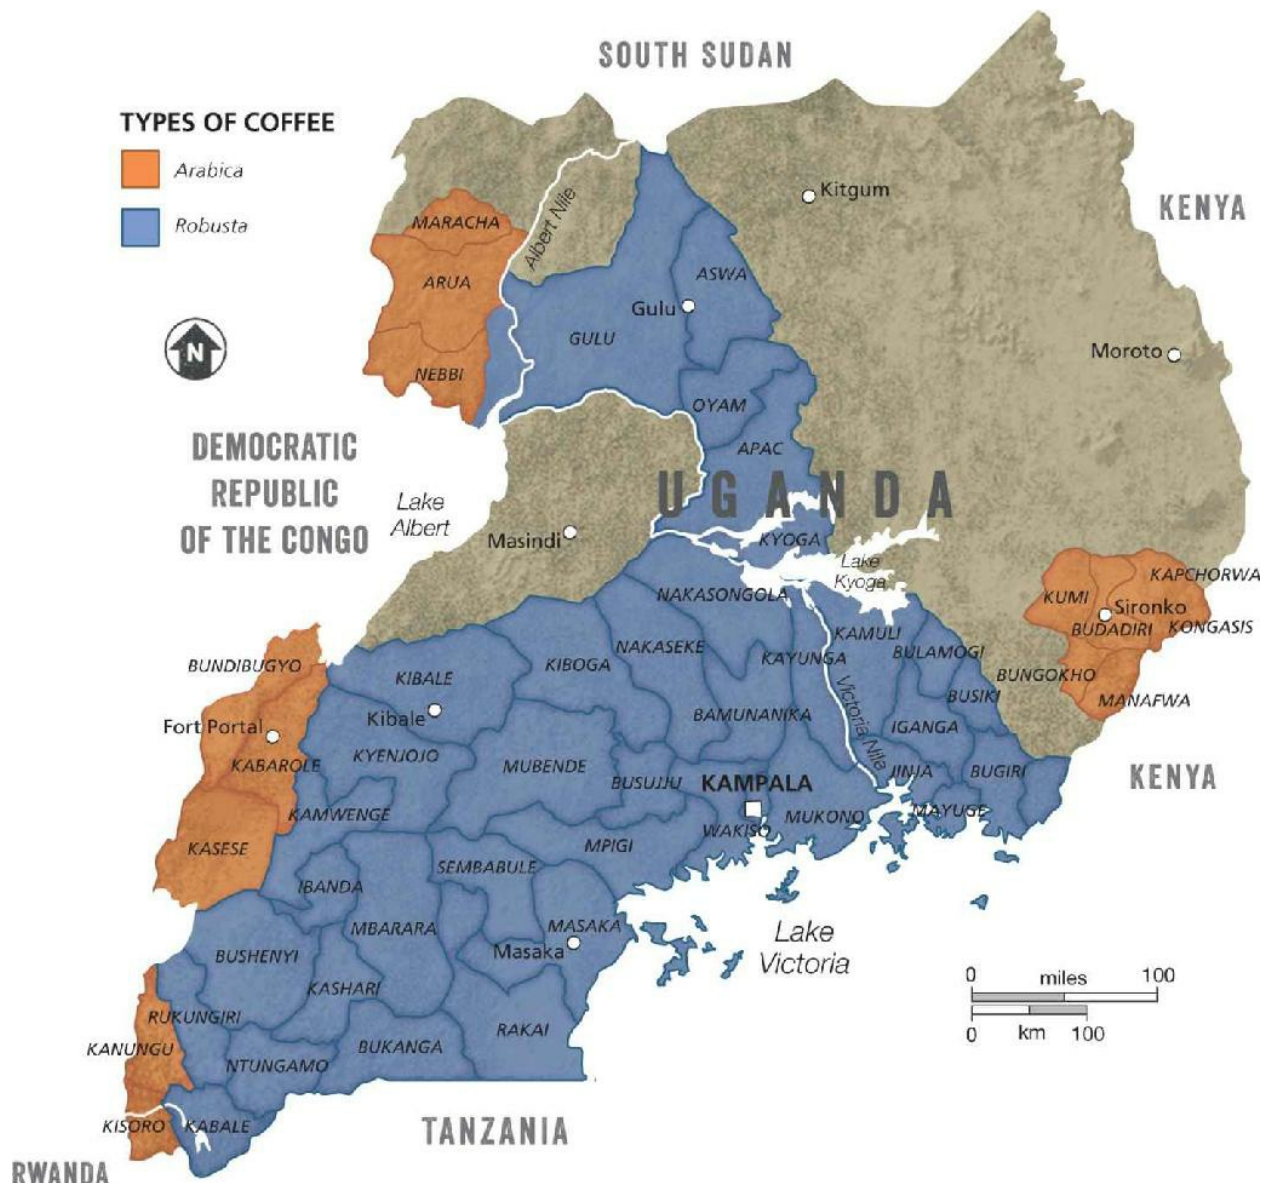 SOUTH SUDAN
TYPES OF COFFEE
Arabica
Robusta
KENYA
Kitgum
Albert Nile
MARACHA
ARUA
NEBBI
ASWA
Gulu
GULU
Moroto
N
OYAM
APAC
DEMOCRATIC
REPUBLIC
OF THE CONGO
Lake
Albert
UGANDA
Masindi
KYOGA
Lake
Kyoga
NAKASONGOLA
KAPCHORWA
KUMI
Sironko
BUDADIRI
KONGASIS
BUNGOKHO
MANAFWA
KAMULI
BULAMOGI
NAKASEKE
KAYUNGA
KIBOGA
BUNDIBUGYO
KIBALE
Kibale
BUSIKI
BAMUNANIKA
Victoria Nila
IGANGA
Fort Portal
KABAROLE
KYENJOJO
MUBENDE
BUSUJJU
KAMPALA
JINJA
BUGIRI
KENYA
KAMWENGE
WAKISO
MUKONO
MAYUGE
KASESE
MPIGI
SEMBABULE
IBANDA
MBARARA
MASAKA
Masaka
Lake
Victoria
BUSHENYI
KASHARI
RUKUNGIRI
RAKAI
KANUNGU
NTUNGAMO
BUKANGA
0 miles 100
0 km 100
KISORO
KABALE
TANZANIA
RWANDA